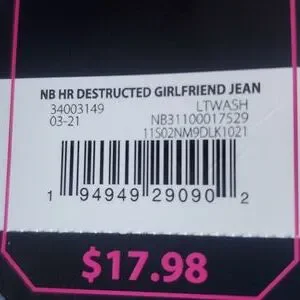 NB HR DESTRUCTED GIRLFRIEND JEAN
34003149 LTWASH
03-21 NB31100017529
11S02NM9DLK1021
1 94949 29090 2
$17.98